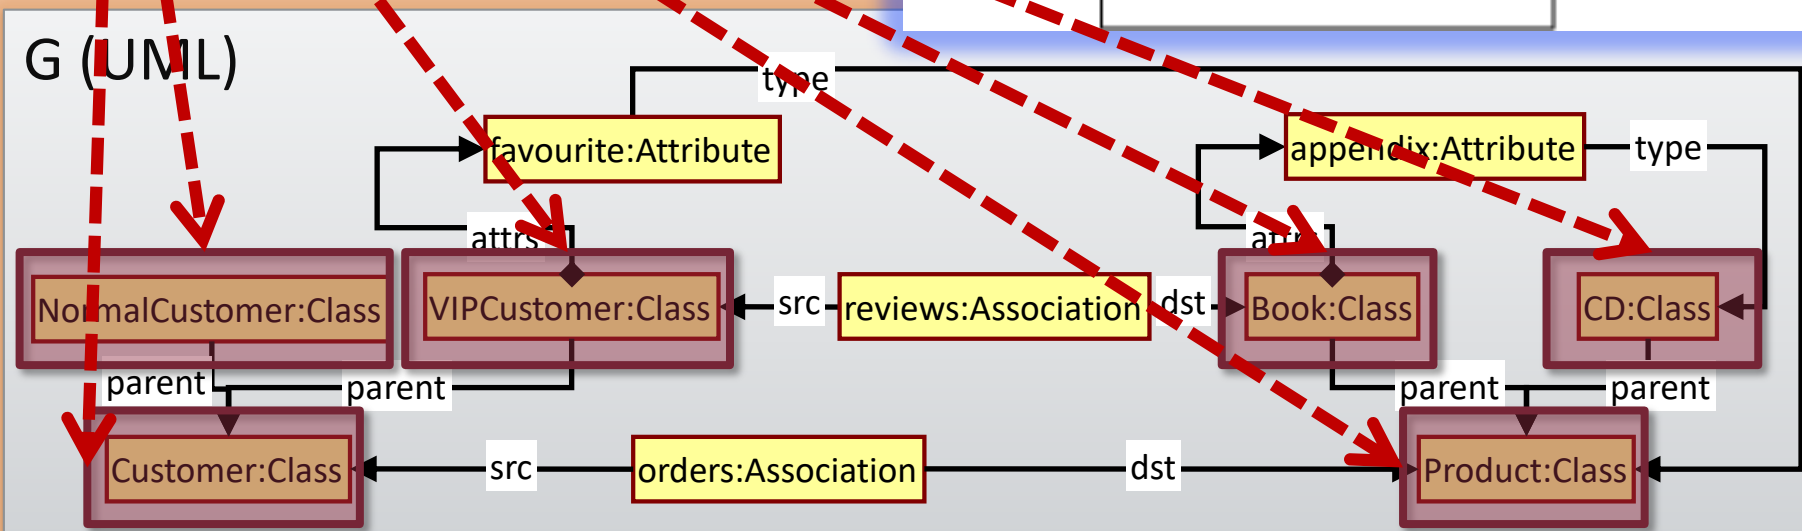 G (UML)
type
favourite:Attribute
appendix:Attribute
type
attrs
attrs
NormalCustomer:Class
VIPCustomer:Class
src
reviews:Association
dst
Book:Class
CD:Class
parent
parent
parent
parent
Customer:Class
src
orders:Association
dst
Product:Class